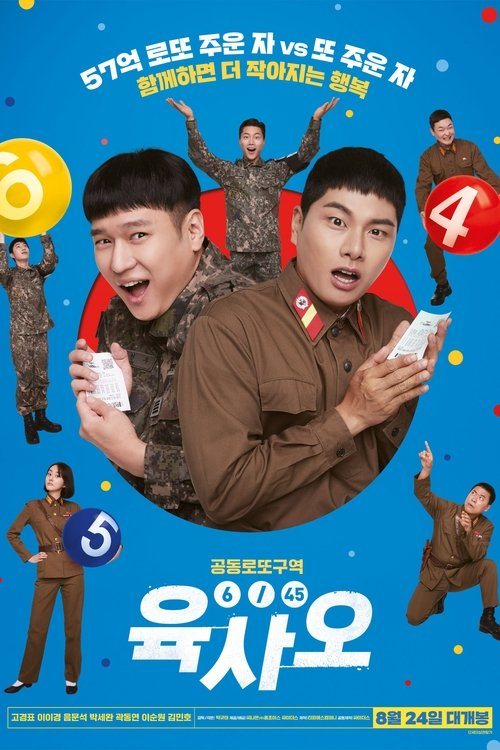 57억 로또 주운 자 vs 또 주운 자
함께하면 더 작아지는 행복
6
4
5
공동로또구역
6 / 45
육사오
고경표 이이경 음문석 박세완 곽동연 이순원 김민호
8월 24일 대개봉